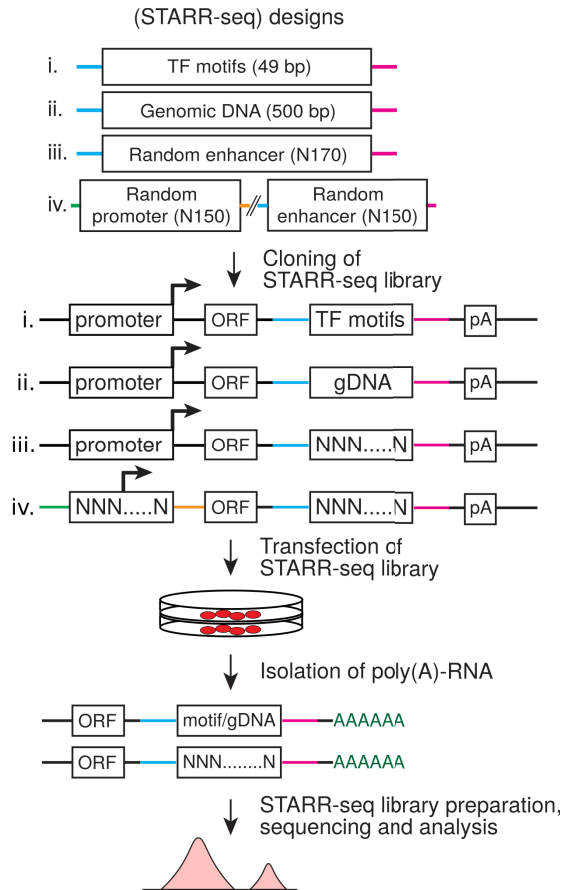 (STARR-seq) designs
i. TF motifs (49 bp)
ii. Genomic DNA (500 bp)
iii. Random enhancer (N170)
iv. Random promoter (N150) // Random enhancer (N150)
Cloning of
STARR-seq library
i. promoter ORF TF motifs pA
ii. promoter ORF gDNA pA
iii. promoter ORF NNN.....N pA
iv. NNN.....N ORF NNN.....N pA
Transfection of
STARR-seq library
Isolation of poly(A)-RNA
ORF motif/gDNA AAAAAA
ORF NNN........N AAAAAA
STARR-seq library preparation,
sequencing and analysis